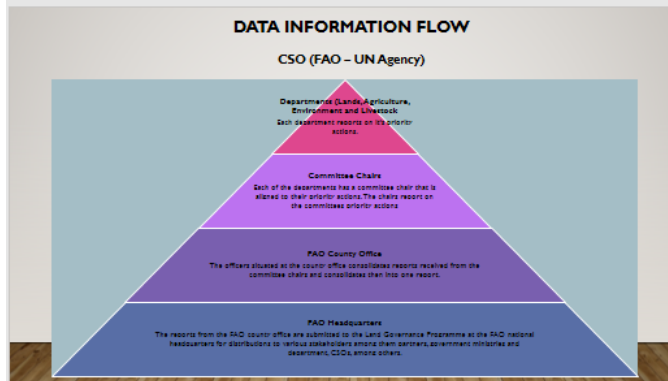 DATA INFORMATION FLOW
CSO (FAO – UN Agency)
Departments (Lands, Agriculture,
Environment and Livestock
Each department reports on it's priority
actions.
Committee Chairs
Each of the departments has a committee chair that is
aligned to their priority actions. The chairs report on
the committees priority actions
FAO County Office
The officers situated at the county office consolidates reports received from the
committee chairs and consolidates then into one report.
FAO Headquarters
The reports from the FAO county office are submitted to the Land Governance Programme at the FAO national
headquarters for distributions to various stakeholders among them partners, government ministries and
department, CSOs, among others.